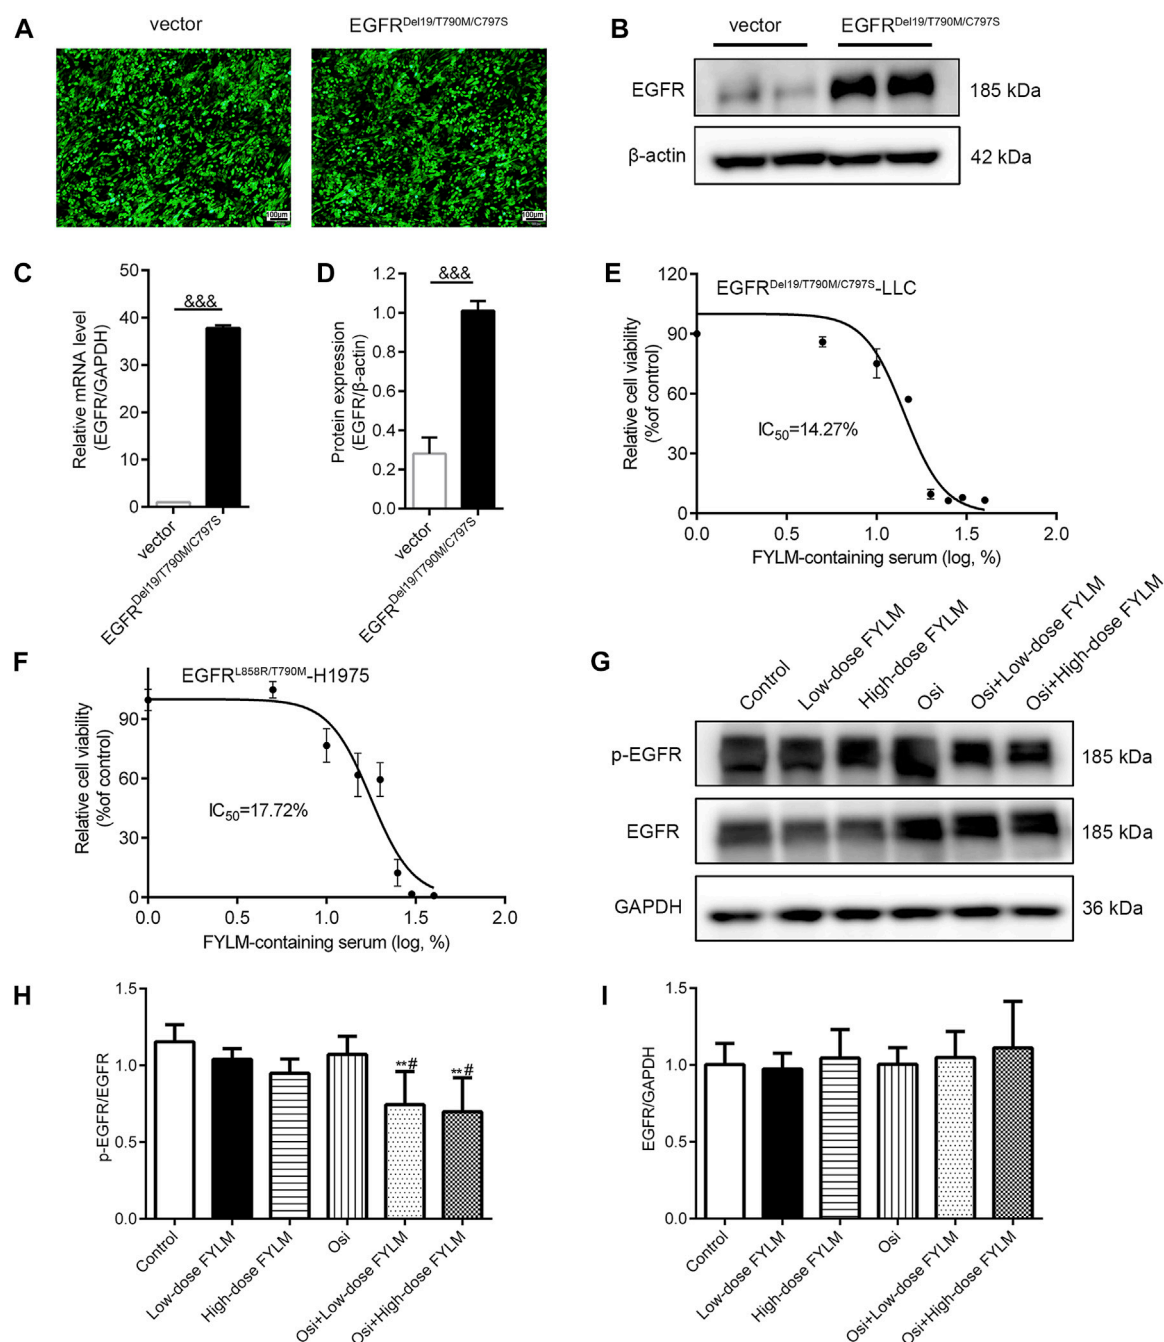 A
vector
EGFRDel19/T790M/C797S
100μm
100μm
B
vector
EGFRDel19/T790M/C797S
EGFR
185 kDa
β-actin
42 kDa
C
Relative mRNA level
(EGFR/GAPDH)
50
40
30
20
10
0
&&&
vector
EGFRDel19/T790M/C797S
D
Protein expression
(EGFR/β-actin)
1.2
1.0
0.8
0.6
0.4
0.2
0.0
&&&
vector
EGFRDel19/T790M/C797S
E
EGFRDel19/T790M/C797S-LLC
Relative cell viability
(%of control)
120
90
60
30
0
IC50=14.27%
0.0 0.5 1.0 1.5 2.0
FYLM-containing serum (log, %)
F
EGFRL858R/T790M-H1975
Relative cell viability
(%of control)
90
60
30
0
IC50=17.72%
0.0 0.5 1.0 1.5 2.0
FYLM-containing serum (log, %)
G
Control
Low-dose FYLM
High-dose FYLM
Osi
Osi+Low-dose FYLM
Osi+High-dose FYLM
p-EGFR
185 kDa
EGFR
185 kDa
GAPDH
36 kDa
H
p-EGFR/EGFR
1.5
1.0
0.5
0.0
**#
**#
Control
Low-dose FYLM
High-dose FYLM
Osi
Osi+Low-dose FYLM
Osi+High-dose FYLM
I
EGFR/GAPDH
1.5
1.0
0.5
0.0
Control
Low-dose FYLM
High-dose FYLM
Osi
Osi+Low-dose FYLM
Osi+High-dose FYLM